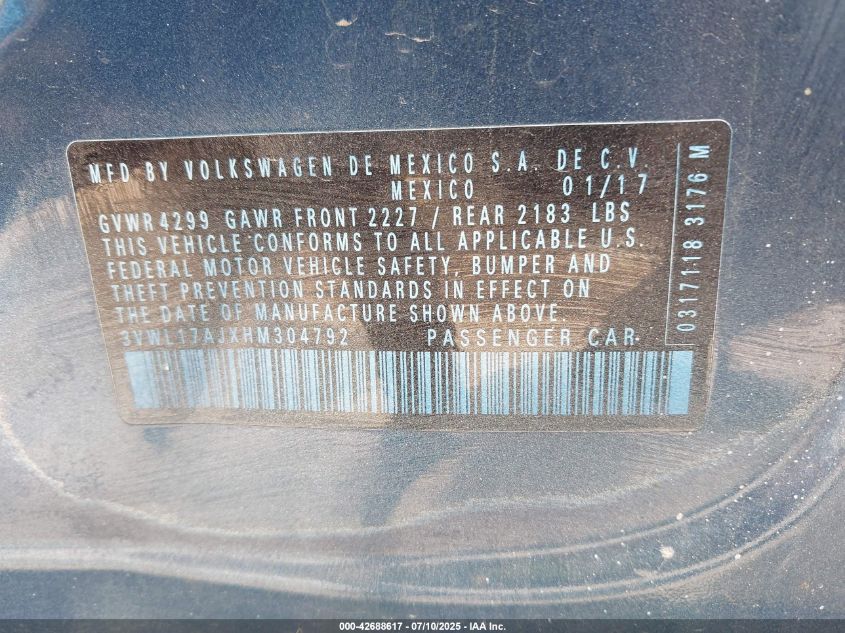 MFD BY VOLKSWAGEN DE MEXICO S.A. DE C.V.
MEXICO 01/17
GVWR 4299 GAWR FRONT 2227 / REAR 2183 LBS
THIS VEHICLE CONFORMS TO ALL APPLICABLE U.S.
FEDERAL MOTOR VEHICLE SAFETY, BUMPER AND
THEFT PREVENTION STANDARDS IN EFFECT ON
THE DATE OF MANUFACTURE SHOWN ABOVE.
3VWL17AJXHM304792 PASSENGER CAR
0317118 3176 M
000-42688617 - 07/10/2025 - IAA Inc.